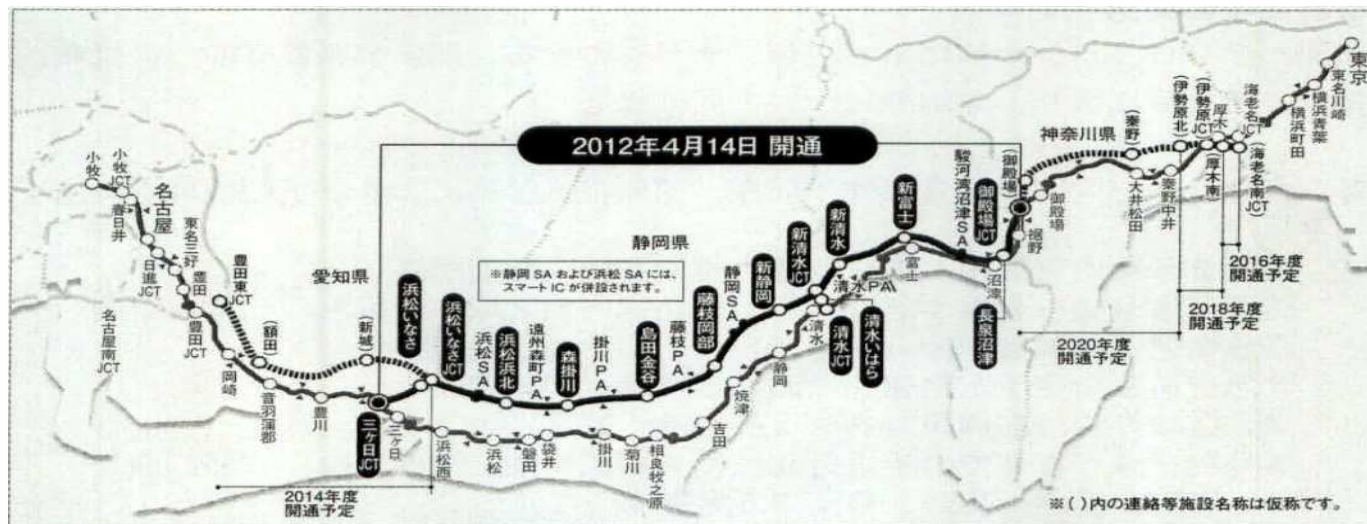 2012年4月14日 開通
愛知県
静岡県
神奈川県
※静岡 SA および浜松 SA には、
スマート IC が併設されます。
小牧
小牧JCT
春日井
名古屋
日進JCT
東名三好
豊田
豊田JCT
名古屋南JCT
豊田東JCT
岡崎
(額田)
音羽蒲郡
豊川
(新城)
三ヶ日JCT
三ヶ日
浜松いなさ
浜松いなさJCT
浜松西
浜松SA
浜松
浜松浜北
磐田
遠州森町PA
袋井
森掛川
掛川PA
掛川
菊川
島田金谷
相良牧之原
藤枝PA
吉田
藤枝岡部
焼津
静岡SA
静岡
新静岡
新清水JCT
清水
新清水
清水PA
清水JCT
清水いはら
新富士
富士
駿河湾沼津SA
沼津
長泉沼津
御殿場JCT
裾野
(御殿場)
御殿場
大井松田
(秦野)
秦野中井
(伊勢原北)
(伊勢原JCT)
厚木
(厚木南)
海老名JCT
(海老名南JCT)
横浜町田
横浜青葉
東名川崎
東京
2014年度
開通予定
2020年度
開通予定
2018年度
開通予定
2016年度
開通予定
※( )内の連絡等施設名称は仮称です。